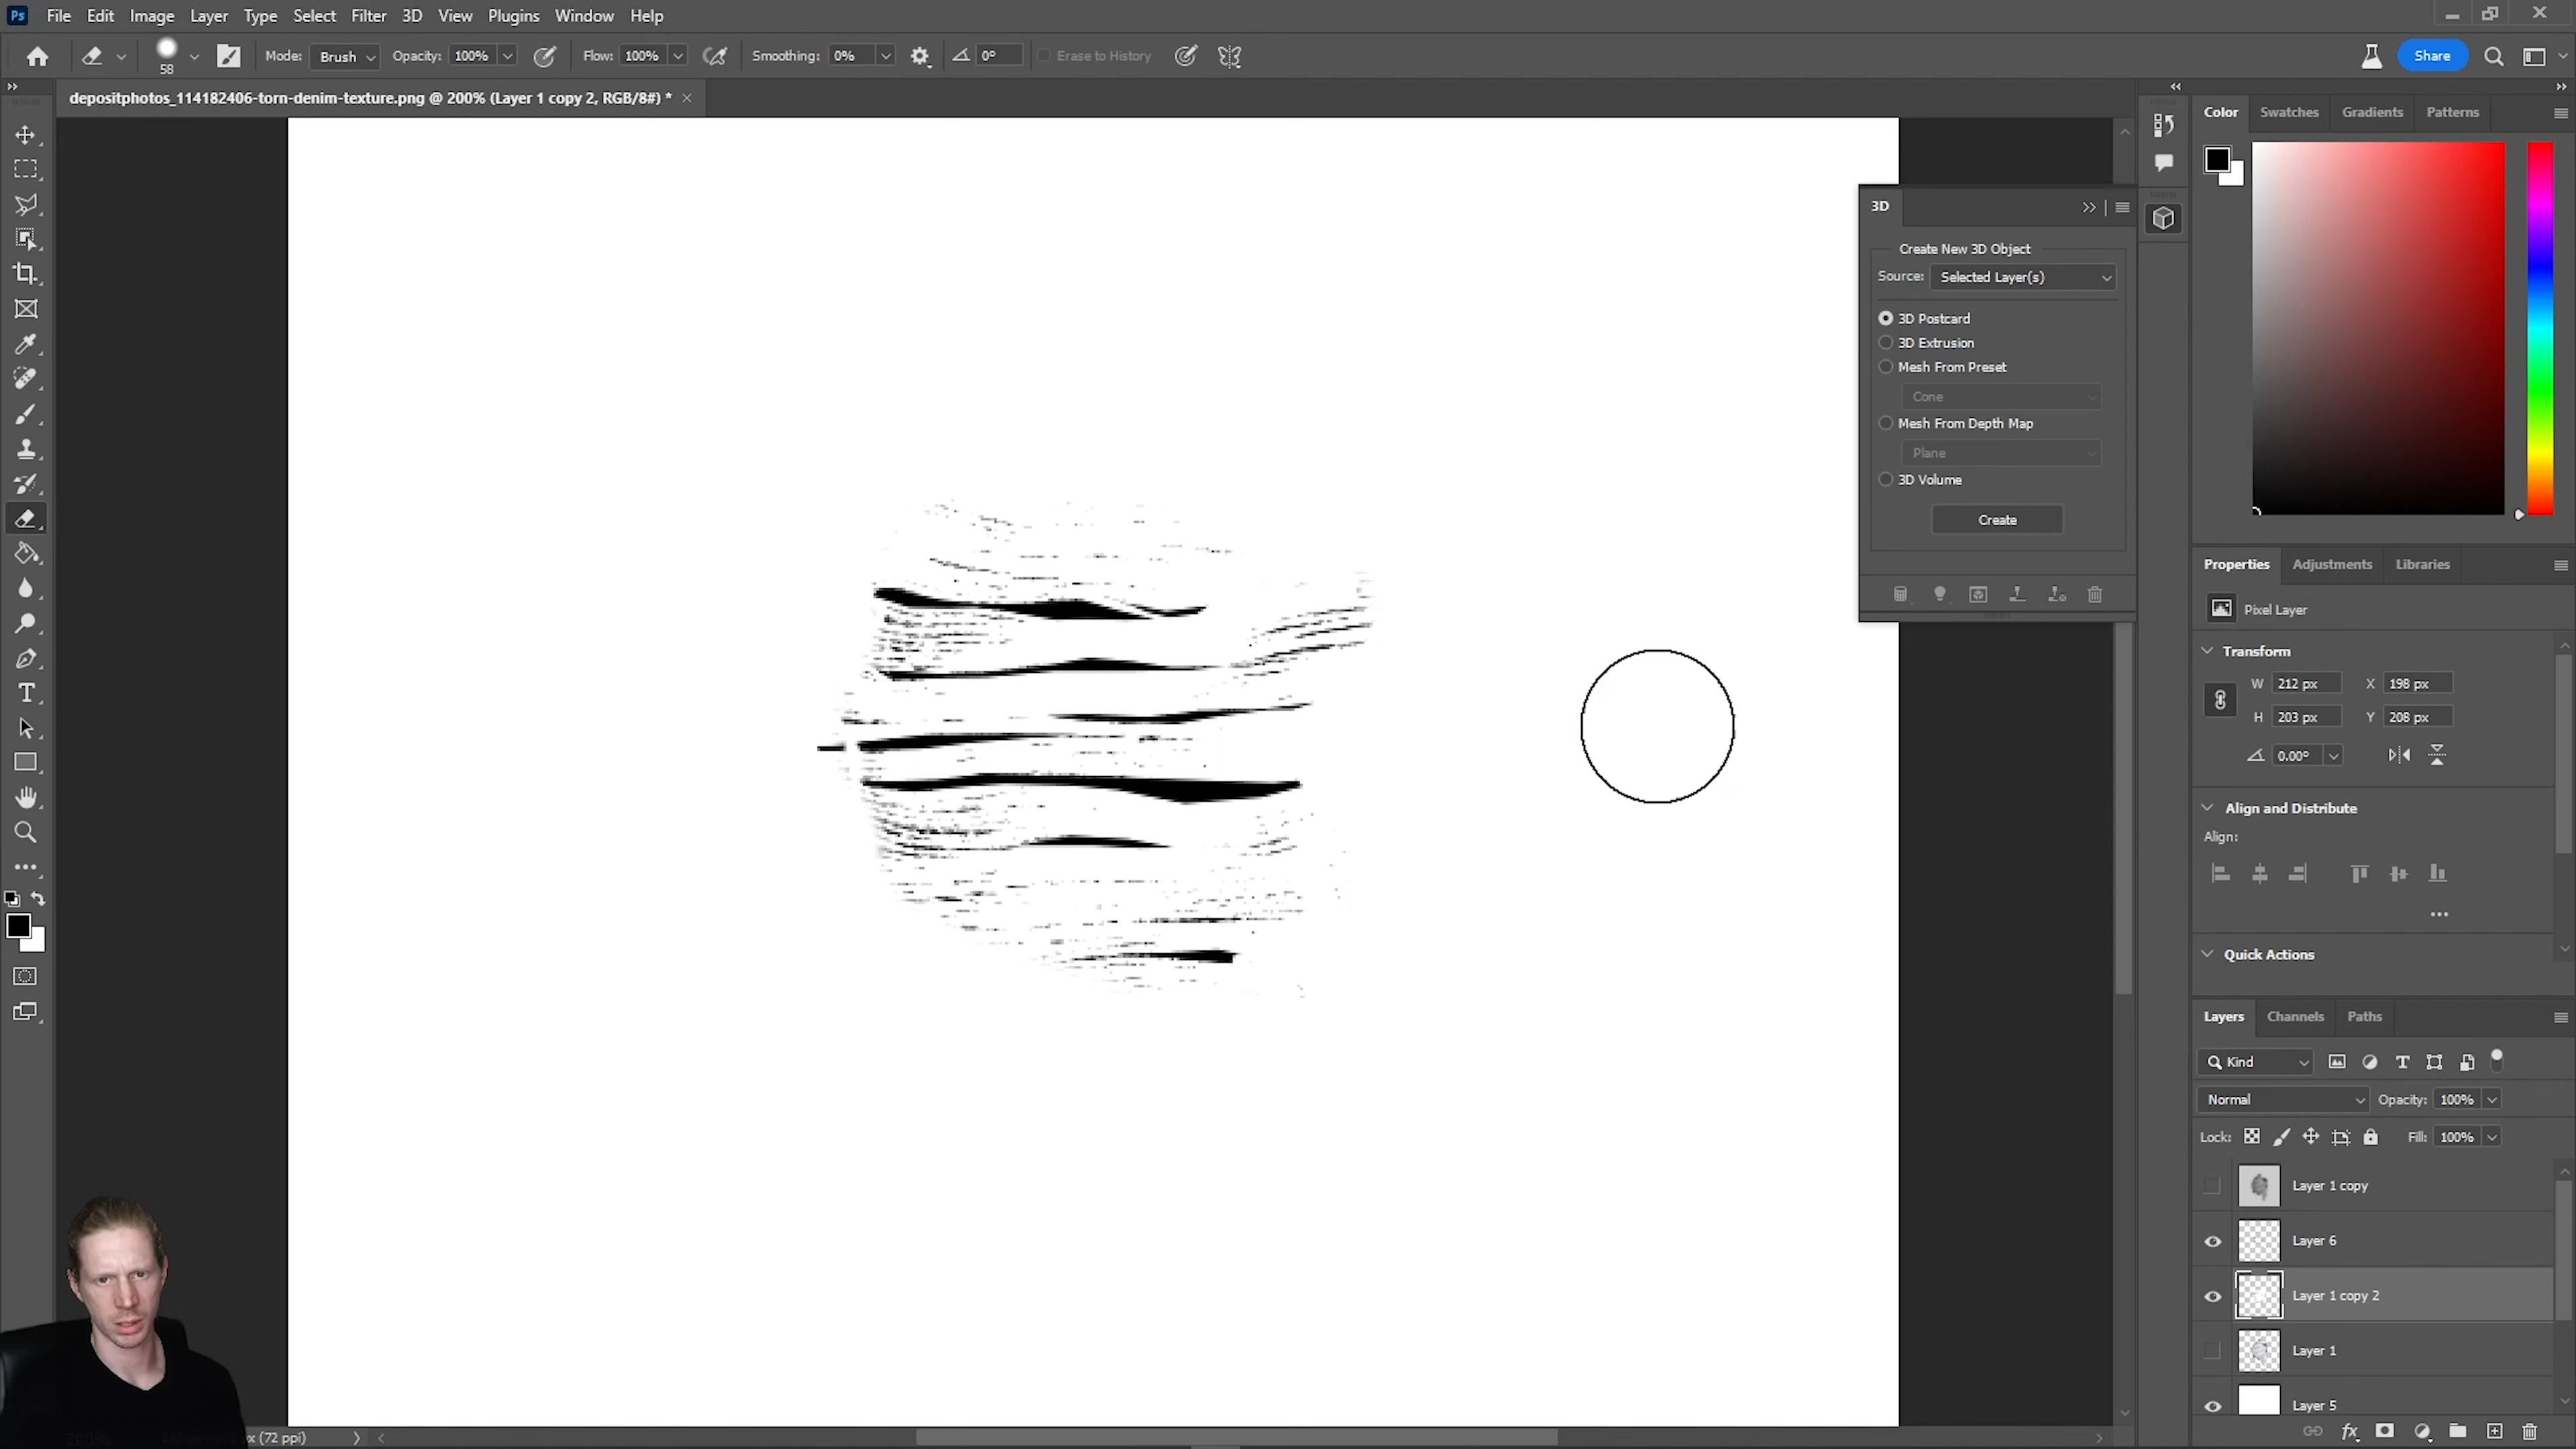 Ps File Edit Image Layer Type Select Filter 3D View Plugins Window Help
58 Mode: Brush Opacity: 100% Flow: 100% Smoothing: 0% 0° Erase to History Share
depositphotos_114182406-torn-denim-texture.png @ 200% (Layer 1 copy 2, RGB/8#) * ×
Color Swatches Gradients Patterns
3D
Create New 3D Object
Source: Selected Layer(s)
3D Postcard
3D Extrusion
Mesh From Preset
Cone
Mesh From Depth Map
Plane
3D Volume
Create
Properties Adjustments Libraries
Pixel Layer
Transform
W 212 px X 198 px
H 203 px Y 208 px
0.00°
Align and Distribute
Align:
Quick Actions
Layers Channels Paths
Kind
Normal Opacity: 100%
Lock: Fill: 100%
Layer 1 copy
Layer 6
Layer 1 copy 2
Layer 1
Layer 5
fx
(72 ppi)